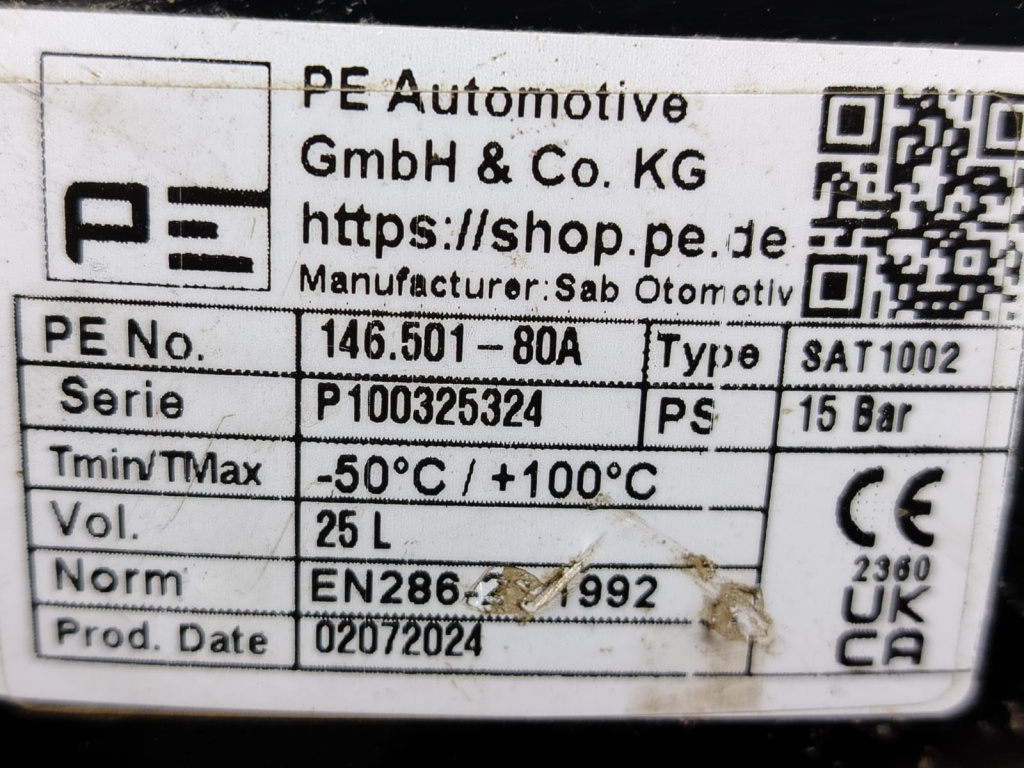 PE Automotive
GmbH & Co. KG
PE
https://shop.pe.de
Manufacturer: Sab Otomotiv
PE No. 146.501-80A Type SAT1002
Serie P100325324 PS 15 Bar
Tmin/TMax -50°C / +100°C
Vol. 25 L
CE
2360
Norm 1992
UK
CA
Prod. Date 02072024